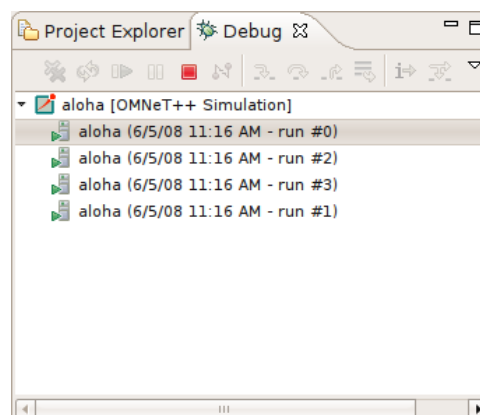 Project Explorer Debug
aloha [OMNeT++ Simulation]
aloha (6/5/08 11:16 AM - run #0)
aloha (6/5/08 11:16 AM - run #2)
aloha (6/5/08 11:16 AM - run #3)
aloha (6/5/08 11:16 AM - run #1)